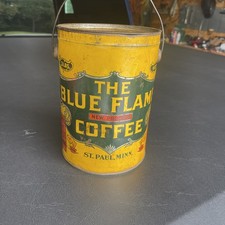 THE
BLUE FLAM
COFFEE
ST. PAUL, MINN.